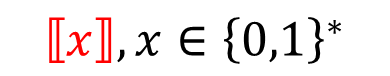 ⟦𝑥⟧, 𝑥 ∈ {0,1}*